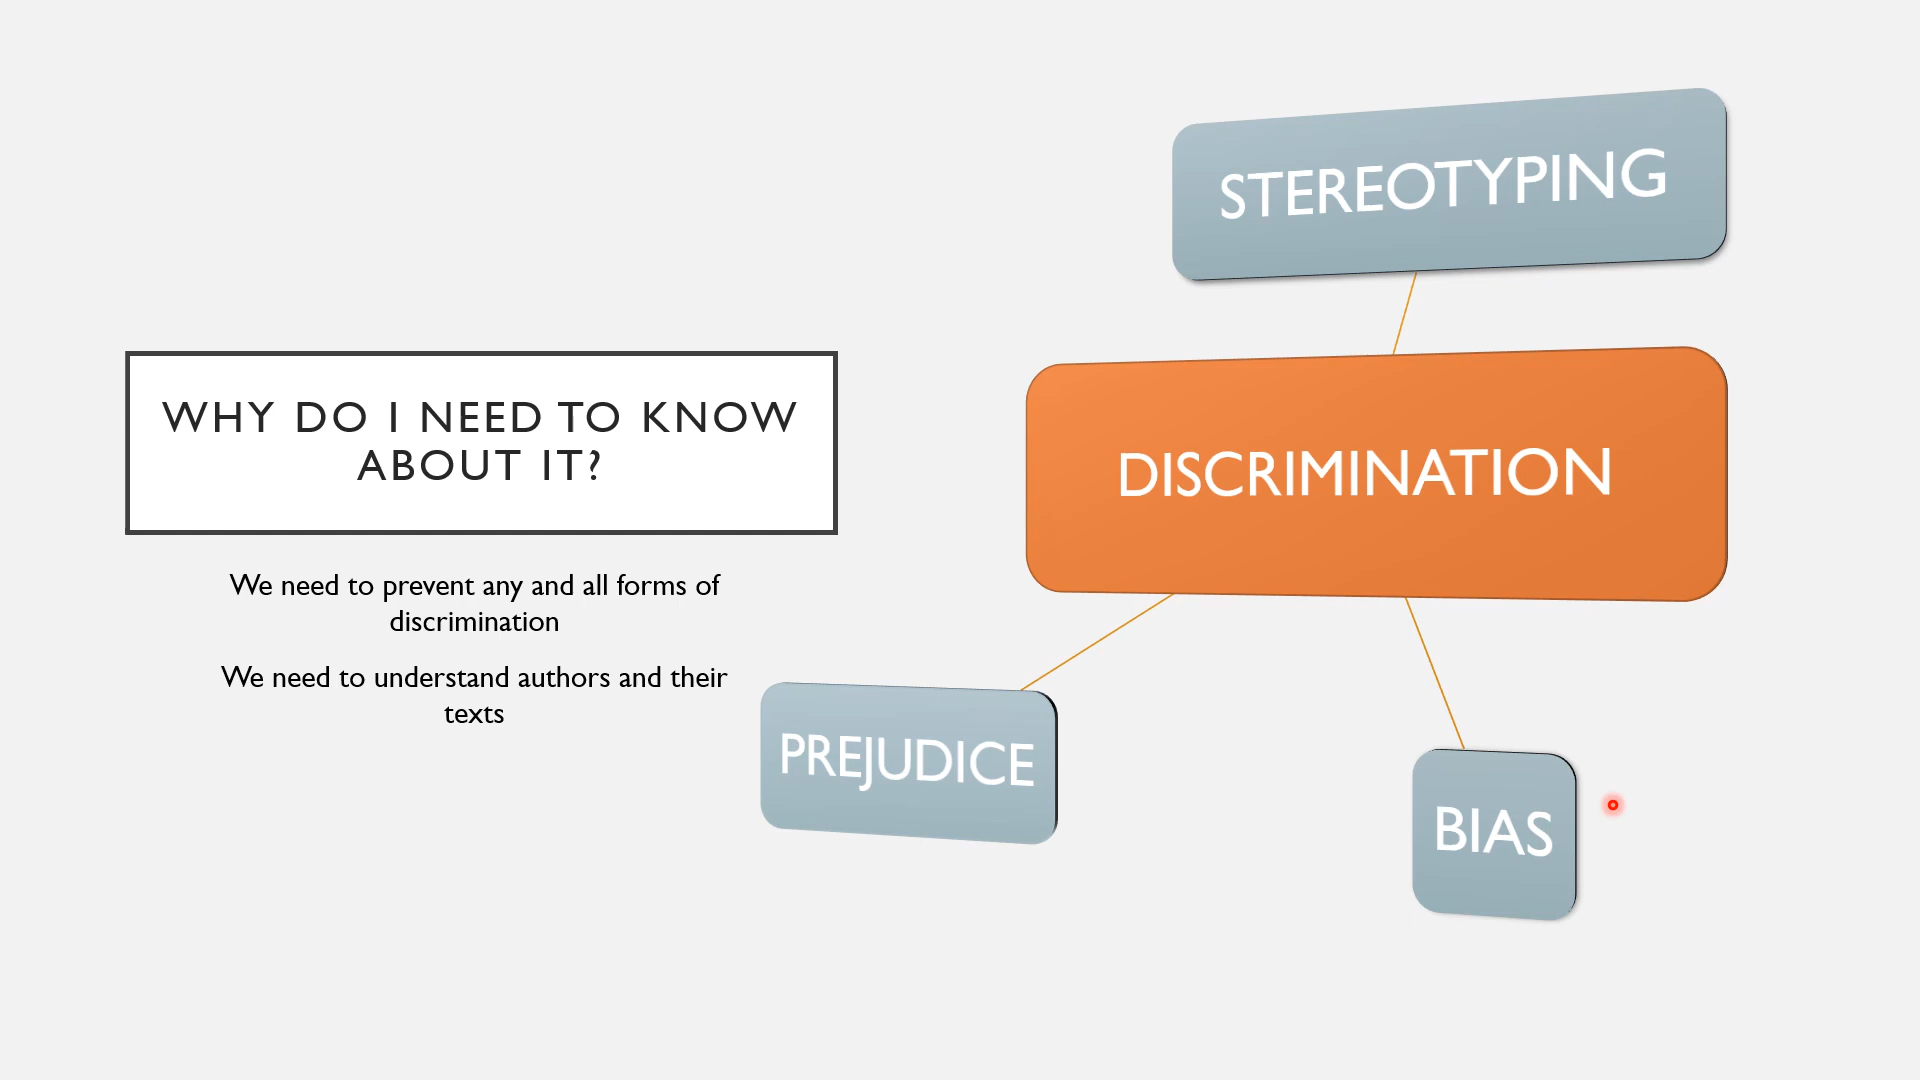 WHY DO I NEED TO KNOW
ABOUT IT?
We need to prevent any and all forms of
discrimination
We need to understand authors and their
texts
STEREOTYPING
DISCRIMINATION
PREJUDICE
BIAS